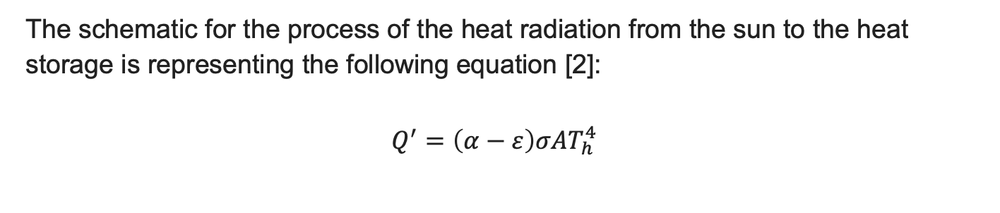 The schematic for the process of the heat radiation from the sun to the heat
storage is representing the following equation [2]:
Q′ = (α − ε)σAT_h^4